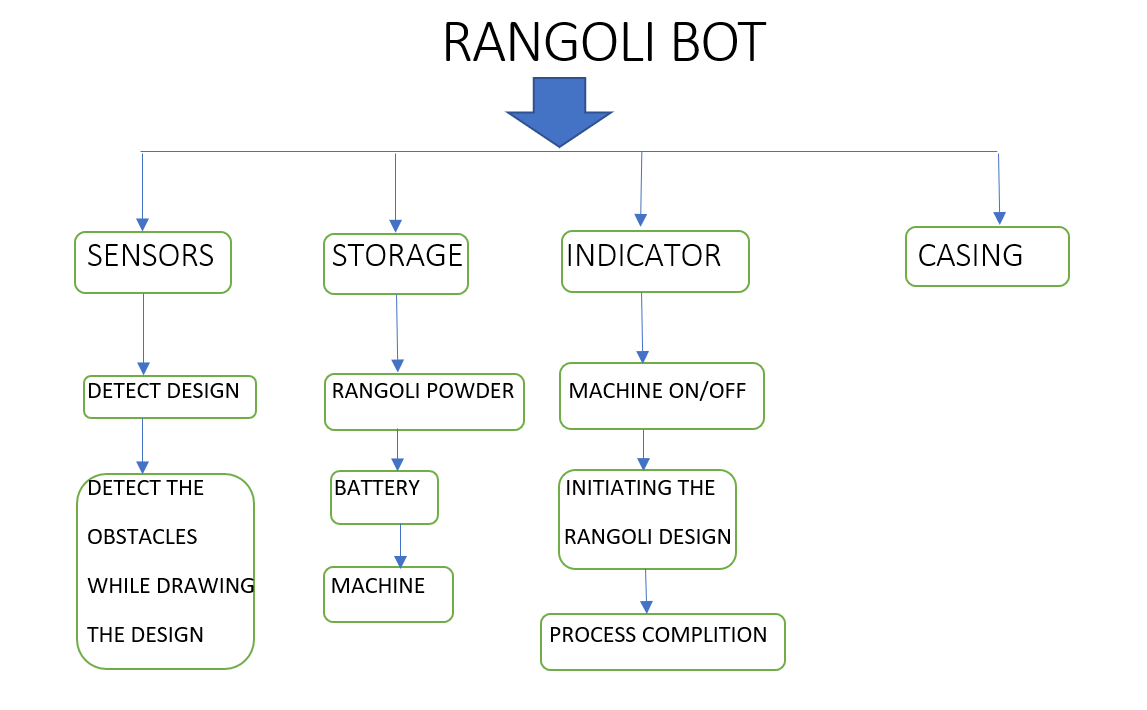 RANGOLI BOT
SENSORS
STORAGE
INDICATOR
CASING
DETECT DESIGN
RANGOLI POWDER
MACHINE ON/OFF
DETECT THE
OBSTACLES
WHILE DRAWING
THE DESIGN
BATTERY
MACHINE
INITIATING THE
RANGOLI DESIGN
PROCESS COMPLITION